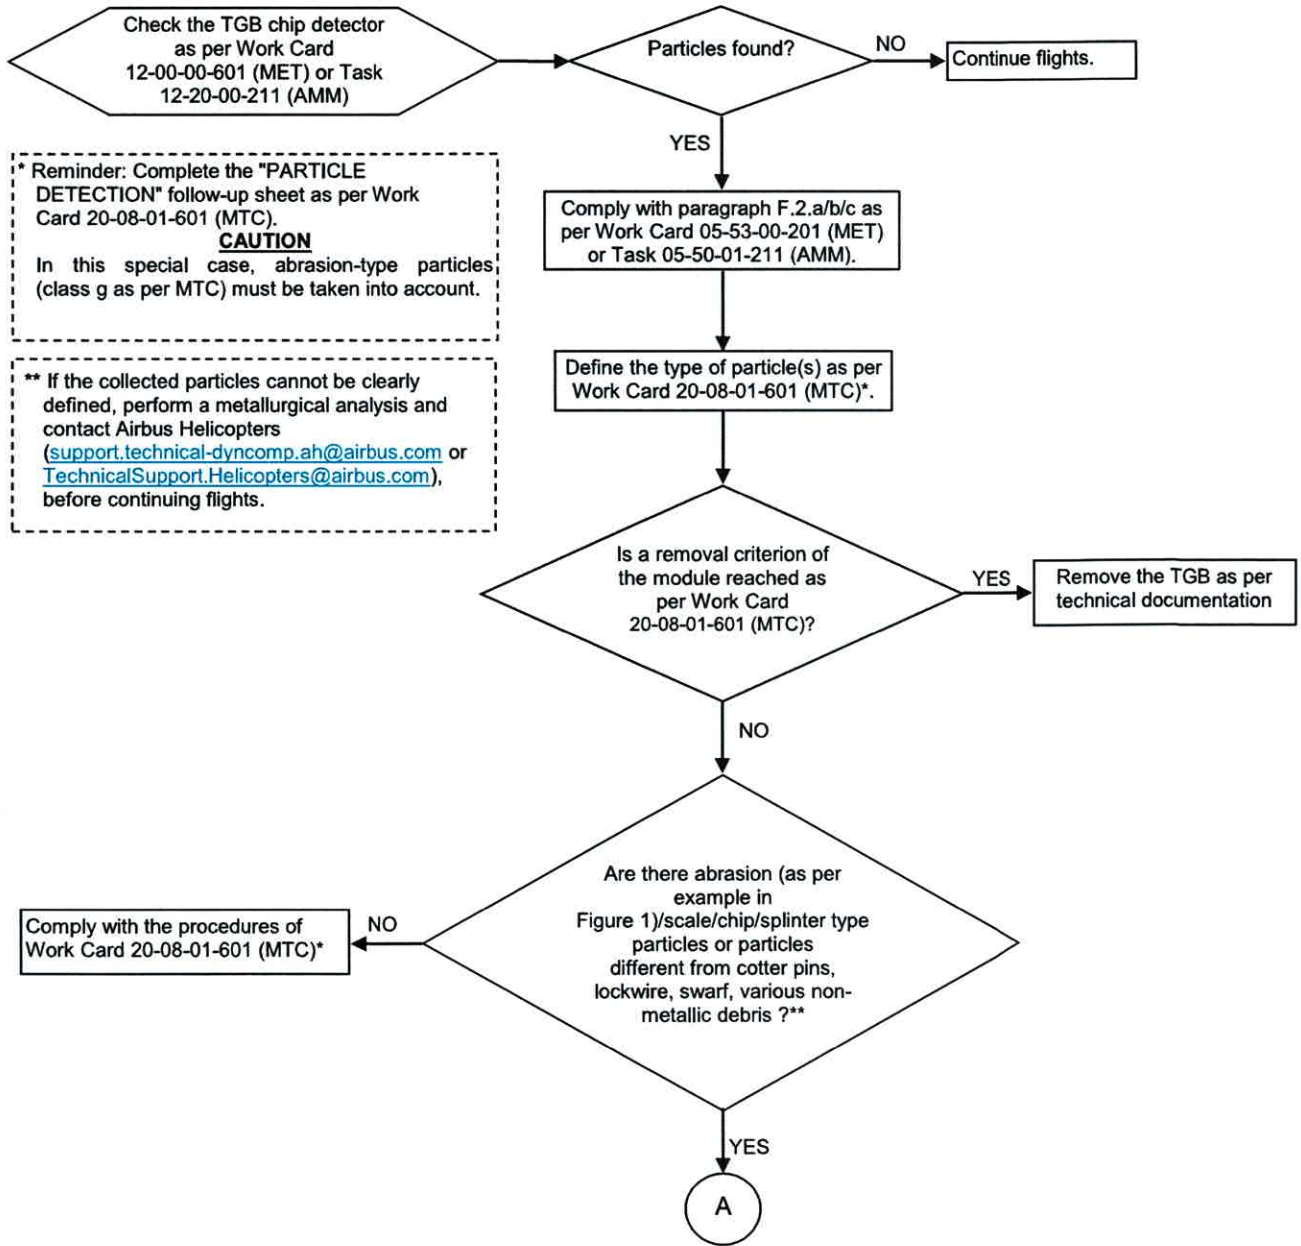 Check the TGB chip detector
as per Work Card
12-00-00-601 (MET) or Task
12-20-00-211 (AMM)
Particles found?
NO
Continue flights.
YES
* Reminder: Complete the "PARTICLE
DETECTION" follow-up sheet as per Work
Card 20-08-01-601 (MTC).
CAUTION
In this special case, abrasion-type particles
(class g as per MTC) must be taken into account.
Comply with paragraph F.2.a/b/c as
per Work Card 05-53-00-201 (MET)
or Task 05-50-01-211 (AMM).
** If the collected particles cannot be clearly
defined, perform a metallurgical analysis and
contact Airbus Helicopters
(support.technical-dyncomp.ah@airbus.com or
TechnicalSupport.Helicopters@airbus.com),
before continuing flights.
Define the type of particle(s) as per
Work Card 20-08-01-601 (MTC)*.
Is a removal criterion of
the module reached as
per Work Card
20-08-01-601 (MTC)?
YES
Remove the TGB as per
technical documentation
NO
Are there abrasion (as per
example in
Figure 1)/scale/chip/splinter type
particles or particles
different from cotter pins,
lockwire, swarf, various non-
metallic debris ?**
NO
Comply with the procedures of
Work Card 20-08-01-601 (MTC)*
YES
A